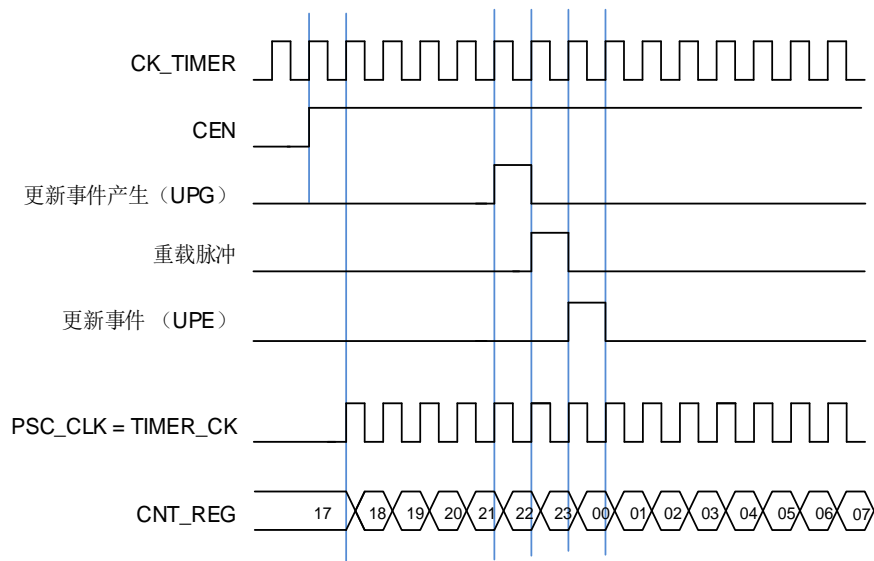 CK_TIMER
CEN
更新事件产生（UPG）
重载脉冲
更新事件 （UPE）
PSC_CLK = TIMER_CK
CNT_REG 17 18 19 20 21 22 23 00 01 02 03 04 05 06 07